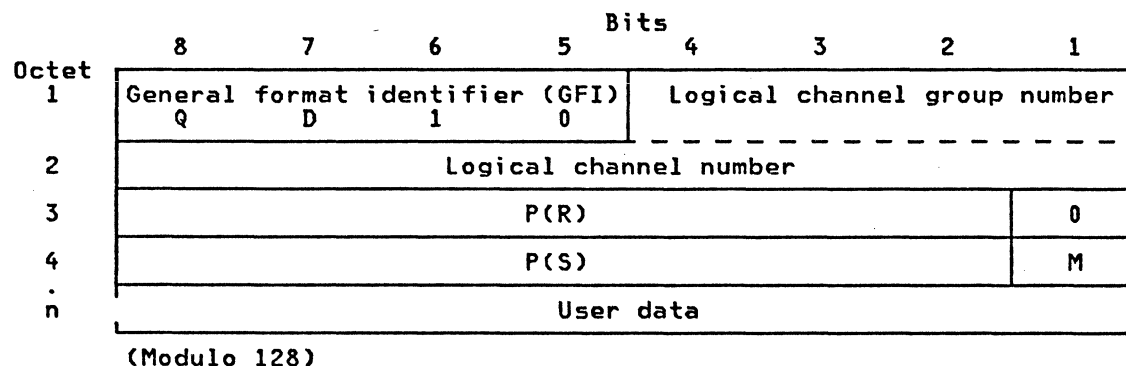 Bits
8 7 6 5 4 3 2 1
Octet
1 General format identifier (GFI) Logical channel group number
Q D 1 0
2 Logical channel number
3 P(R) 0
4 P(S) M
.
n User data
(Modulo 128)